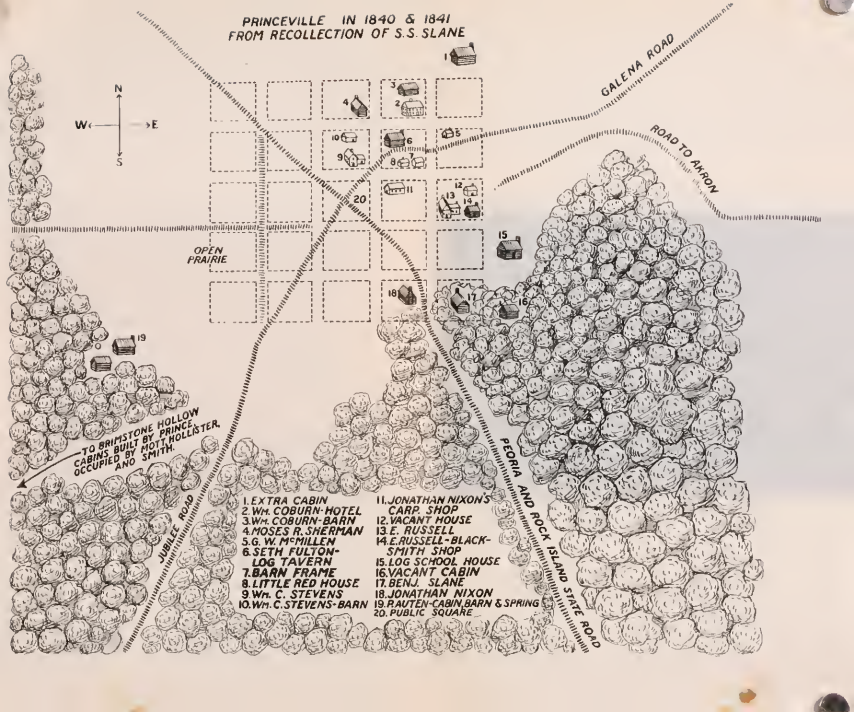 PRINCEVILLE IN 1840 & 1841
FROM RECOLLECTION OF S.S. SLANE
1
GALENA ROAD
N
W E
S
3
2
4
ROAD TO AKRON
10
6
5
9
8
7
11
12
13
14
20
15
OPEN
PRAIRIE
18
17
16
19
TO BRIMSTONE HOLLOW
CABINS BUILT BY PRINCE,
OCCUPIED BY MOTT, HOLLISTER,
AND SMITH.
JUBILEE ROAD
PEORIA AND ROCK ISLAND STATE ROAD
1. EXTRA CABIN
2. WM. COBURN-HOTEL
3. WM. COBURN-BARN
4. MOSES R. SHERMAN
5. G. W. McMILLEN
6. SETH FULTON-
LOG TAVERN
7. BARN FRAME
8. LITTLE RED HOUSE
9. WM. C. STEVENS
10. WM. C. STEVENS-BARN
11. JONATHAN NIXON'S
CARP. SHOP
12. VACANT HOUSE
13. E. RUSSELL
14. E. RUSSELL-BLACK-
SMITH SHOP
15. LOG SCHOOL HOUSE
16. VACANT CABIN
17. BENJ. SLANE
18. JONATHAN NIXON
19. P. AUTEN-CABIN, BARN & SPRING
20. PUBLIC SQUARE